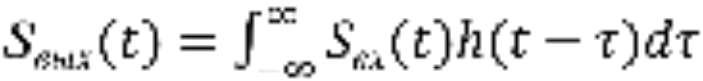 S_вых(t) = ∫_{-∞}^{∞} S_вх(t)h(t − τ)dτ